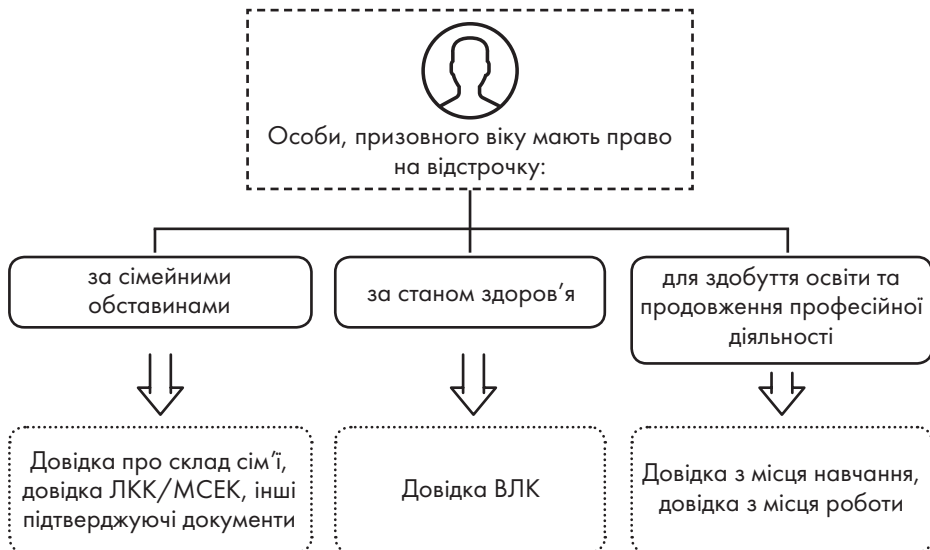 Особи, призовного віку мають право
на відстрочку:
за сімейними
обставинами
за станом здоров’я
для здобуття освіти та
продовження професійної
діяльності
Довідка про склад сім’ї,
довідка ЛКК/МСЕК, інші
підтверджуючі документи
Довідка ВЛК
Довідка з місця навчання,
довідка з місця роботи